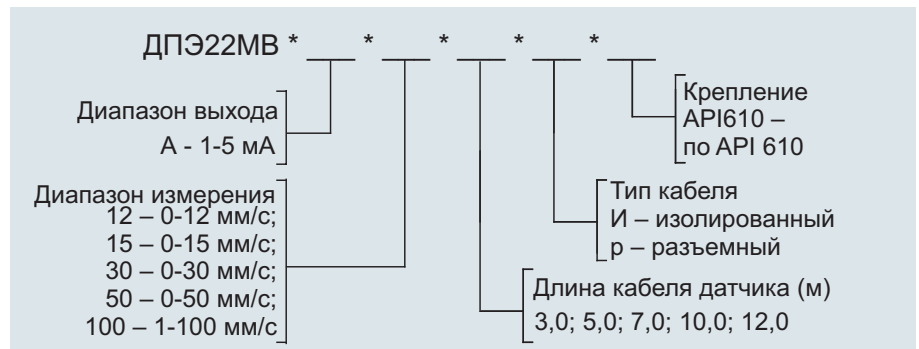 ДПЭ22МВ * ___ * ___ * ___ * ___ * ___
Диапазон выхода
А - 1-5 мА
Диапазон измерения
12 – 0-12 мм/с;
15 – 0-15 мм/с;
30 – 0-30 мм/с;
50 – 0-50 мм/с;
100 – 1-100 мм/с
Длина кабеля датчика (м)
3,0; 5,0; 7,0; 10,0; 12,0
Тип кабеля
И – изолированный
р – разъемный
Крепление
API610 –
по API 610